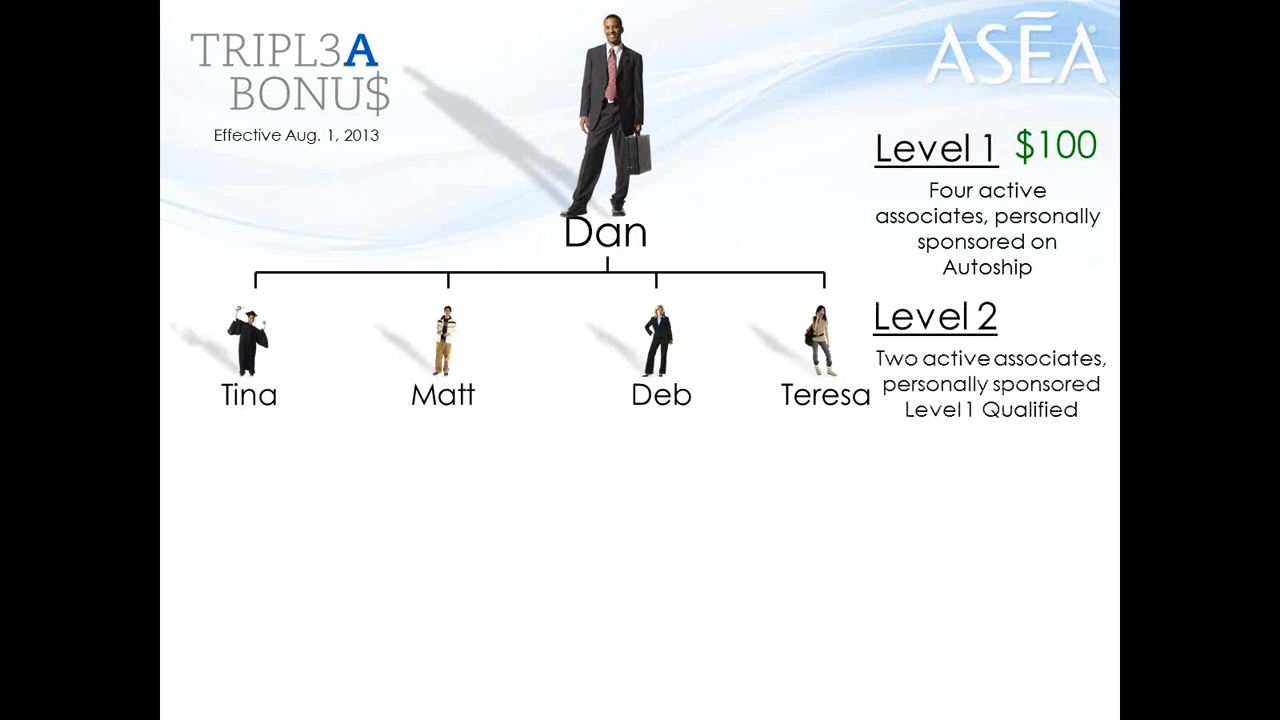 TRIPL3A
BONU$
Effective Aug. 1, 2013
ASEA
Level 1 $100
Four active
associates, personally
sponsored on
Autoship
Dan
Level 2
Two active associates,
personally sponsored
Level 1 Qualified
Tina
Matt
Deb
Teresa